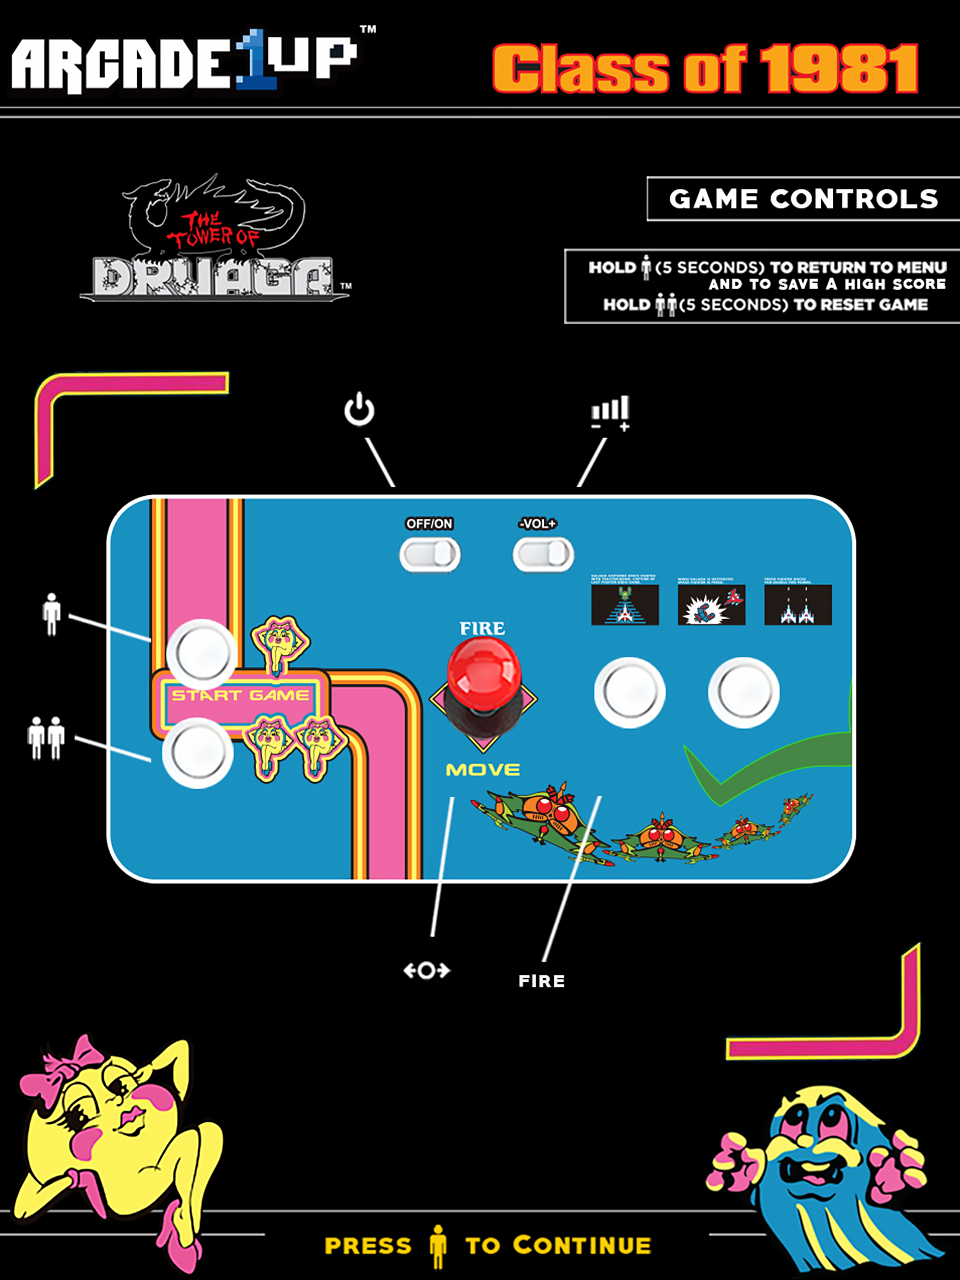 ARCADE1UP™
Class of 1981
THE
TOWER OF
DRUAGA™
GAME CONTROLS
HOLD (5 SECONDS) TO RETURN TO MENU
AND TO SAVE A HIGH SCORE
HOLD (5 SECONDS) TO RESET GAME
- +
OFF/ON
-VOL+
FIRE
START GAME
MOVE
FIRE
PRESS TO CONTINUE